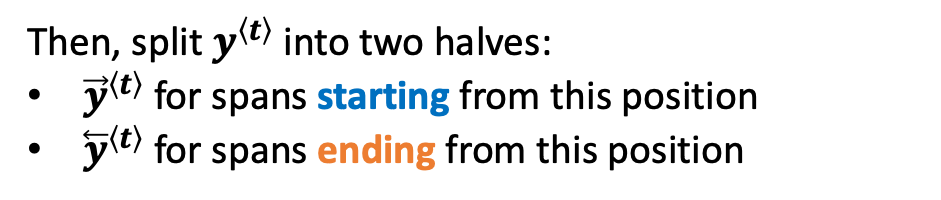 Then, split 𝒚⟨𝒕⟩ into two halves:
• 𝒚⃗⟨𝒕⟩ for spans starting from this position
• 𝒚⃖⟨𝒕⟩ for spans ending from this position